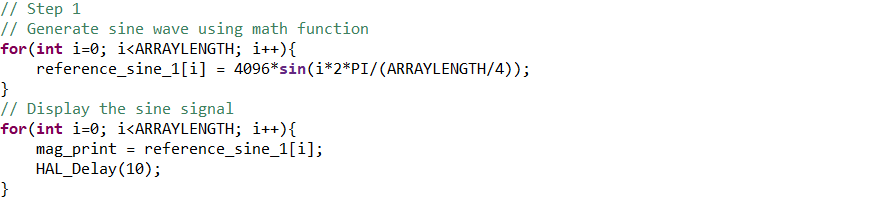 // Step 1
// Generate sine wave using math function
for(int i=0; i<ARRAYLENGTH; i++){
    reference_sine_1[i] = 4096*sin(i*2*PI/(ARRAYLENGTH/4));
}
// Display the sine signal
for(int i=0; i<ARRAYLENGTH; i++){
    mag_print = reference_sine_1[i];
    HAL_Delay(10);
}